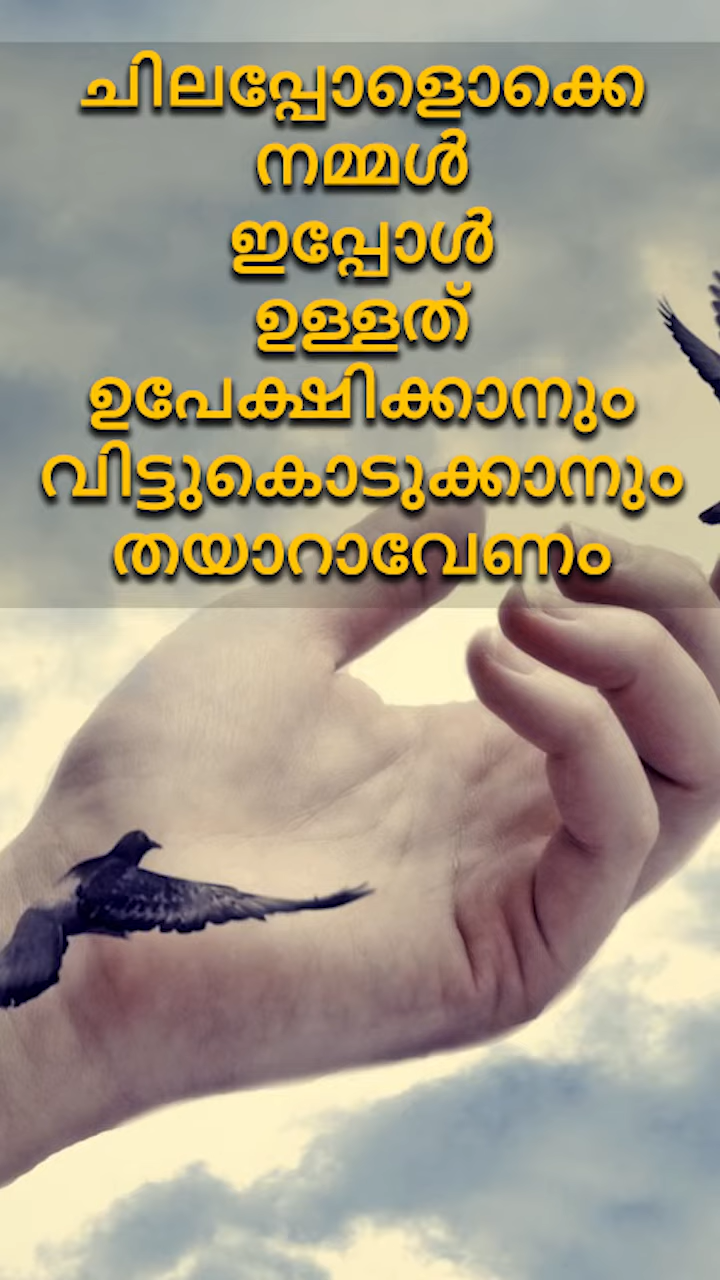 ചിലപ്പോളൊക്കെ
നമ്മൾ
ഇപ്പോൾ
ഉള്ളത്
ഉപേക്ഷിക്കാനും
വിട്ടുകൊടുക്കാനും
തയാറാവേണം